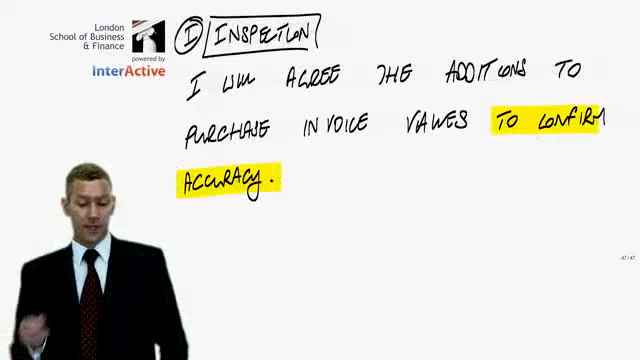 London
School of Business
& Finance
powered by
InterActive
I INSPECTION
I WILL AGREE THE ADDITIONS TO
PURCHASE INVOICE VALUES TO CONFIRM
ACCURACY.
47 / 47